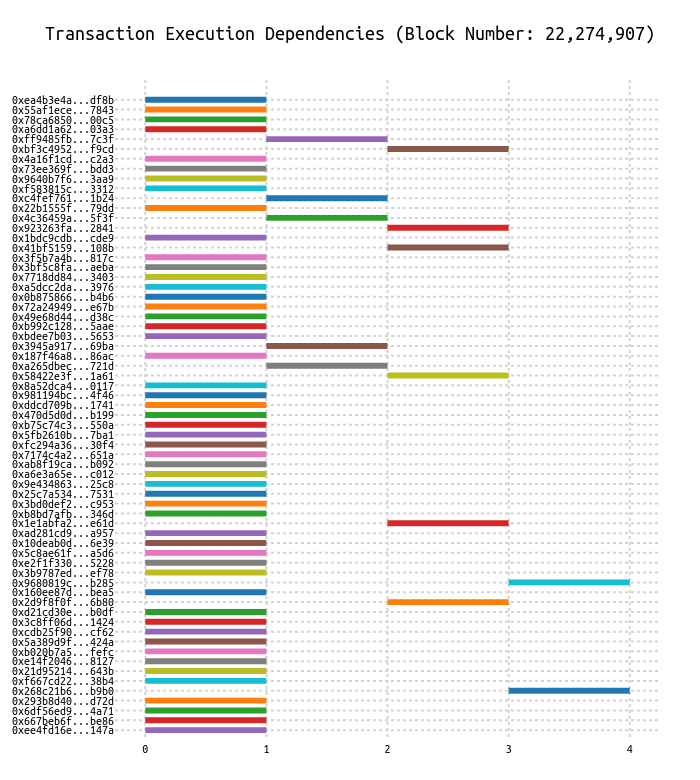 Transaction Execution Dependencies (Block Number: 22,274,907)
0xea4b3e4a...df8b
0x55af1ece...7843
0x78ca6850...00c5
0xa6dd1a62...03a3
0xff9485fb...7c3f
0xbf3c4952...f9cd
0x4a16f1cd...c2a3
0x73ee369f...bdd3
0x9640b7f6...3aa9
0xf583815c...3312
0xc4fef761...1b24
0x22b1555f...79dd
0x4c36459a...5f3f
0x923263fa...2841
0x1bdc9cdb...cde9
0x41bf5159...108b
0x3f5b7a4b...817c
0x3bf5c8fa...aeba
0x7718dd84...3403
0xa5dcc2da...3976
0x0b875866...b4b6
0x72a24949...e67b
0x49e68d44...d38c
0xb992c128...5aae
0xbdee7b03...5653
0x3945a917...69ba
0x187f46a8...86ac
0xa265dbec...721d
0x58422e3f...1a61
0x8a52dca4...0117
0x981194bc...4f46
0xddcd709b...1741
0x470d5d0d...b199
0xb75c74c3...550a
0x5fb2610b...7ba1
0xfc294a36...30f4
0x7174c4a2...651a
0xab8f19ca...b092
0xa6e3a65e...c012
0x9e434863...25c8
0x25c7a534...7531
0x3bd0def2...c953
0xb8bd7afb...346d
0x1e1abfa2...e61d
0xad281cd9...a957
0x10deab0d...6e39
0x5c8ae61f...a5d6
0xe2f1f330...5228
0x3b9787ed...ef78
0x9680819c...b285
0x160ee87d...bea5
0x2d9f8f0f...6b80
0xd21cd30e...b0df
0x3c8ff06d...1424
0xcdb25f90...cf62
0x5a389d9f...424a
0xb020b7a5...fefc
0xe14f2046...8127
0x21d95214...643b
0xf667cd22...38b4
0x268c21b6...b9b0
0x293b8d40...d72d
0x6df56ed9...4a71
0x667beb6f...be86
0xee4fd16e...147a
0 1 2 3 4